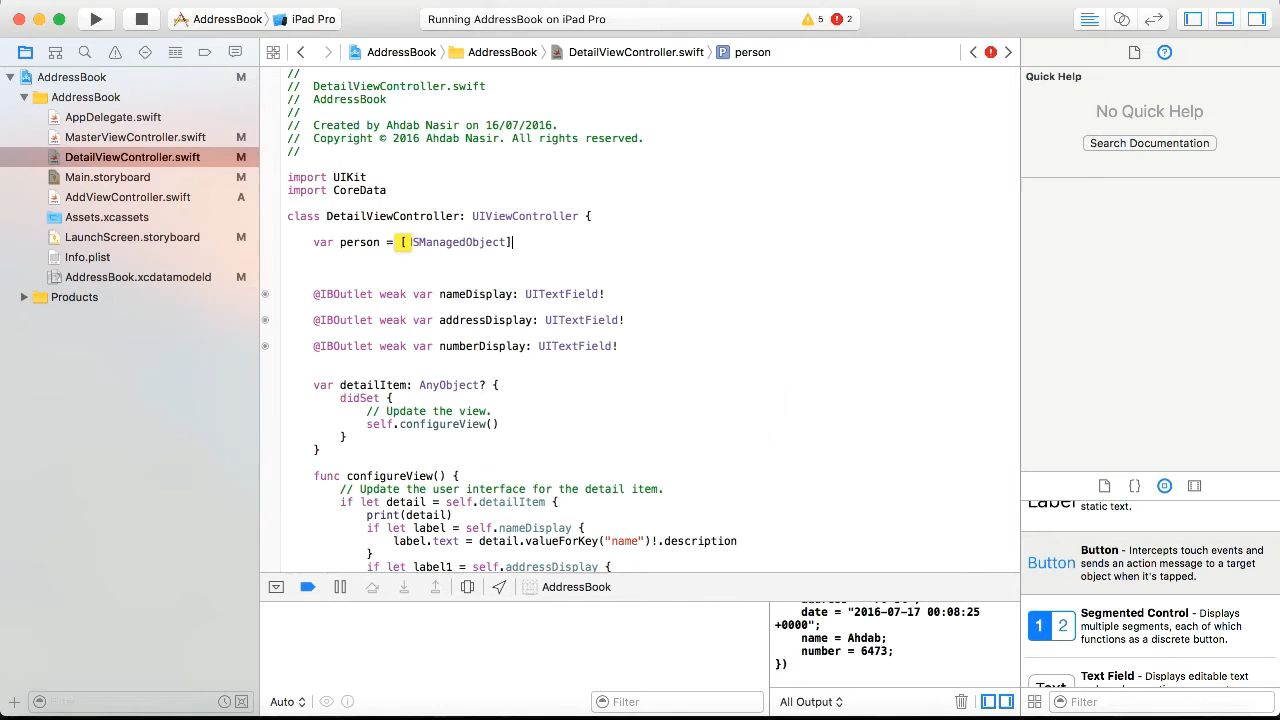 AddressBook
iPad Pro
Running AddressBook on iPad Pro
5
2
AddressBook
AddressBook
DetailViewController.swift
person
AddressBook M
AddressBook
AppDelegate.swift
MasterViewController.swift M
DetailViewController.swift M
Main.storyboard M
AddViewController.swift A
Assets.xcassets
LaunchScreen.storyboard M
Info.plist
AddressBook.xcdatamodeld M
Products
//
// DetailViewController.swift
// AddressBook
//
// Created by Ahdab Nasir on 16/07/2016.
// Copyright © 2016 Ahdab Nasir. All rights reserved.
//
import UIKit
import CoreData
class DetailViewController: UIViewController {
var person = [NSManagedObject]
@IBOutlet weak var nameDisplay: UITextField!
@IBOutlet weak var addressDisplay: UITextField!
@IBOutlet weak var numberDisplay: UITextField!
var detailItem: AnyObject? {
didSet {
// Update the view.
self.configureView()
}
}
func configureView() {
// Update the user interface for the detail item.
if let detail = self.detailItem {
print(detail)
if let label = self.nameDisplay {
label.text = detail.valueForKey("name")!.description
}
if let label1 = self.addressDisplay {
AddressBook
date = "2016-07-17 00:08:25
+0000";
name = Ahdab;
number = 6473;
})
Filter
Auto
Filter
All Output
Quick Help
No Quick Help
Search Documentation
Label
static text.
Button
Button - Intercepts touch events and
sends an action message to a target
object when it's tapped.
1 2
Segmented Control - Displays
multiple segments, each of which
functions as a discrete button.
Text
Text Field - Displays editable text
Filter